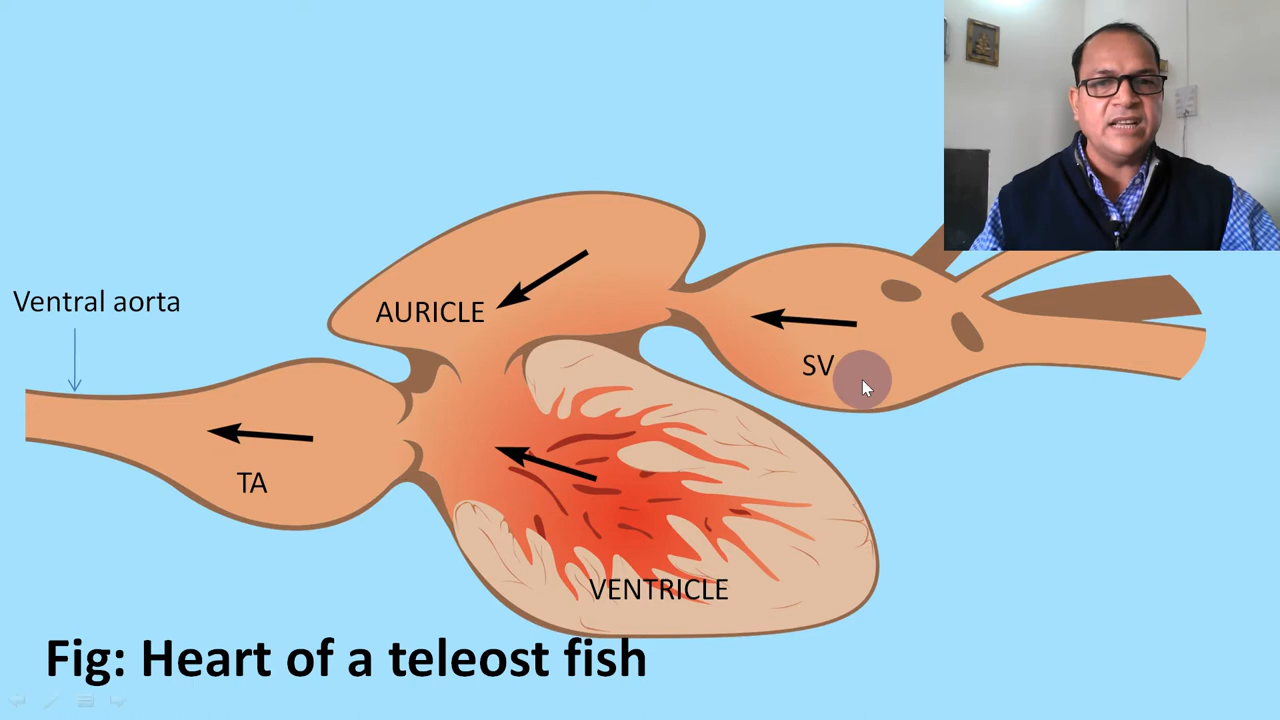 Ventral aorta
AURICLE
SV
TA
VENTRICLE
Fig: Heart of a teleost fish